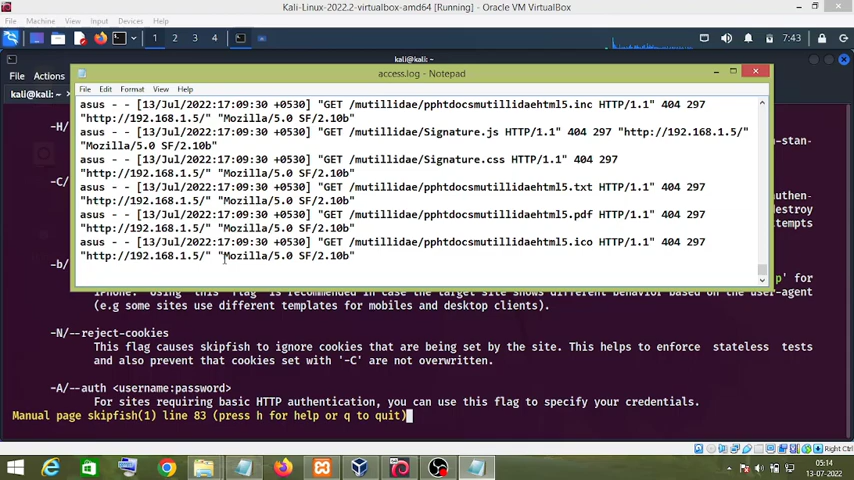 Kali-Linux-2022.2-virtualbox-amd64 [Running] - Oracle VM VirtualBox
File Machine View Input Devices Help
1 2 3 4
7:43
kali@kali: ~
File Actions
kali@kali: ~
access.log - Notepad
File Edit Format View Help
asus - - [13/Jul/2022:17:09:30 +0530] "GET /mutillidae/pphtdocsmutillidaehtml5.inc HTTP/1.1" 404 297
"http://192.168.1.5/" "Mozilla/5.0 SF/2.10b"
asus - - [13/Jul/2022:17:09:30 +0530] "GET /mutillidae/Signature.js HTTP/1.1" 404 297 "http://192.168.1.5/"
"Mozilla/5.0 SF/2.10b"
asus - - [13/Jul/2022:17:09:30 +0530] "GET /Signature.css HTTP/1.1" 404 297
"http://192.168.1.5/" "Mozilla/5.0 SF/2.10b"
asus - - [13/Jul/2022:17:09:30 +0530] "GET /mutillidae/pphtdocsmutillidaehtml5.txt HTTP/1.1" 404 297
"http://192.168.1.5/" "Mozilla/5.0 SF/2.10b"
asus - - [13/Jul/2022:17:09:30 +0530] "GET /mutillidae/pphtdocsmutillidaehtml5.pdf HTTP/1.1" 404 297
"http://192.168.1.5/" "Mozilla/5.0 SF/2.10b"
asus - - [13/Jul/2022:17:09:30 +0530] "GET /mutillidae/pphtdocsmutillidaehtml5.ico HTTP/1.1" 404 297
"http://192.168.1.5/" "Mozilla/5.0 SF/2.10b"
-H/
an-stan-
-C/
authen-
destroy
attempts
-b/
p' for
iPhone. Using this flag is recommended in case the target site shows different behavior based on the user-agent
(e.g some sites use different templates for mobiles and desktop clients).
-N/--reject-cookies
This flag causes skipfish to ignore cookies that are being set by the site. This helps to enforce stateless tests
and also prevent that cookies set with '-C' are not overwritten.
-A/--auth <username:password>
For sites requiring basic HTTP authentication, you can use this flag to specify your credentials.
Manual page skipfish(1) line 83 (press h for help or q to quit)
Right Ctrl
05:14
13-07-2022